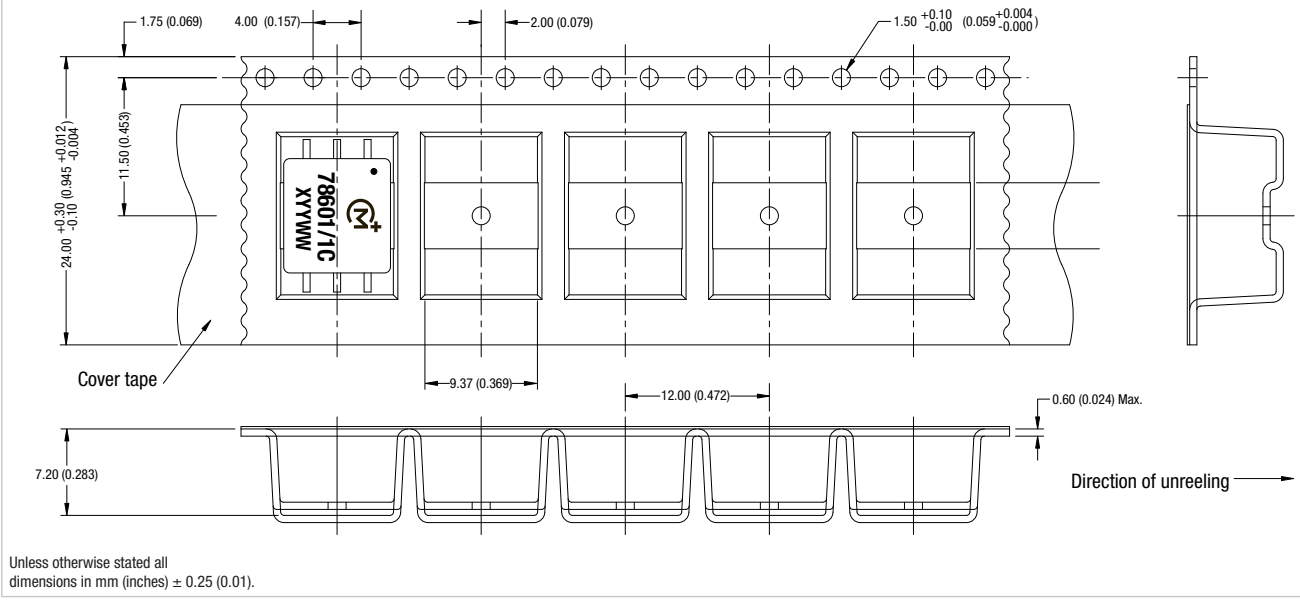 1.75 (0.069)
4.00 (0.157)
2.00 (0.079)
1.50 +0.10 -0.00 (0.059 +0.004 -0.000)
24.00 +0.30 -0.10 (0.945 +0.012 -0.004)
11.50 (0.453)
78601/1C
XYYWW
M+
Cover tape
9.37 (0.369)
12.00 (0.472)
0.60 (0.024) Max.
7.20 (0.283)
Direction of unreeling
Unless otherwise stated all
dimensions in mm (inches) ± 0.25 (0.01).